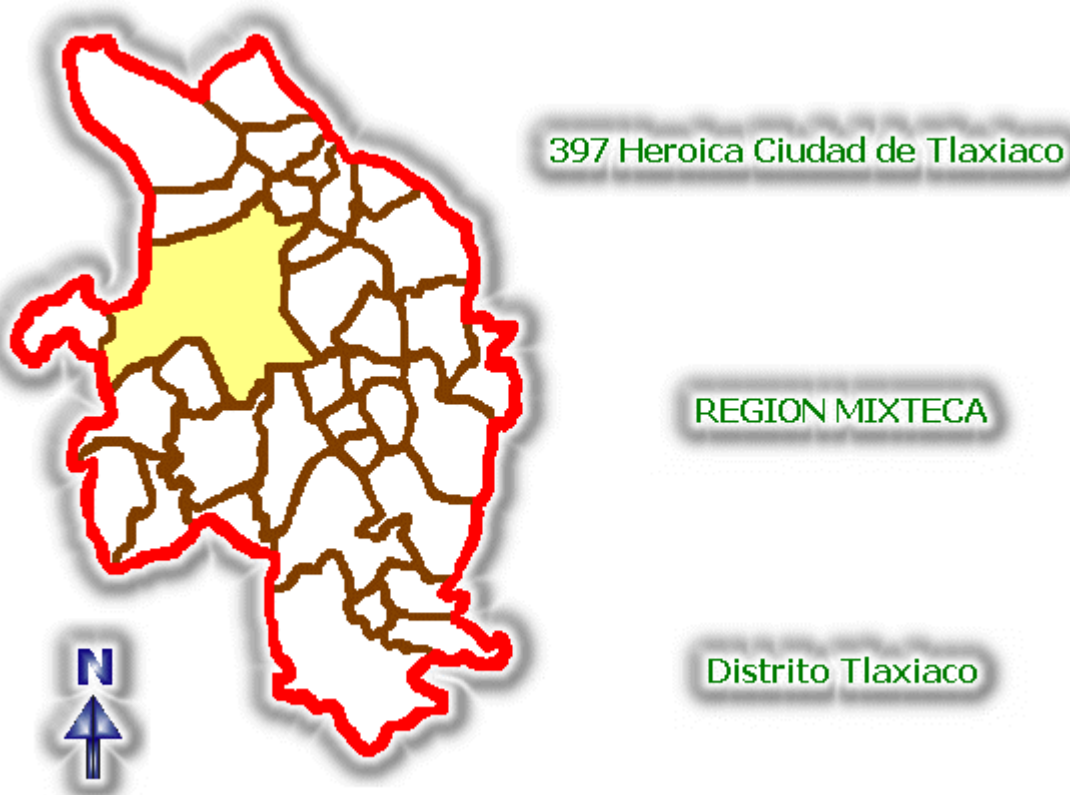 397 Heroica Ciudad de Tlaxiaco
REGION MIXTECA
Distrito Tlaxiaco
N